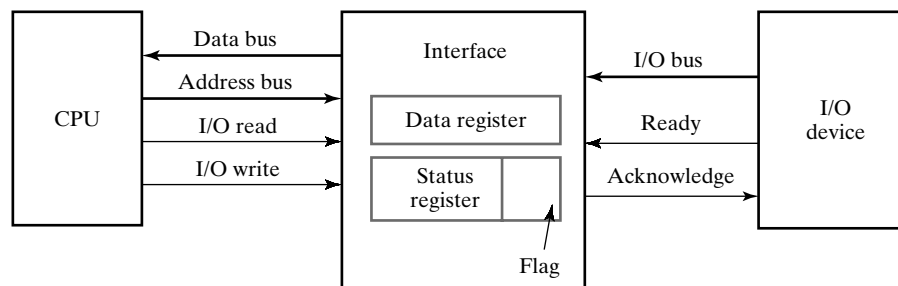 CPU
Data bus
Address bus
I/O read
I/O write
Interface
Data register
Status
register
Flag
I/O bus
Ready
Acknowledge
I/O
device